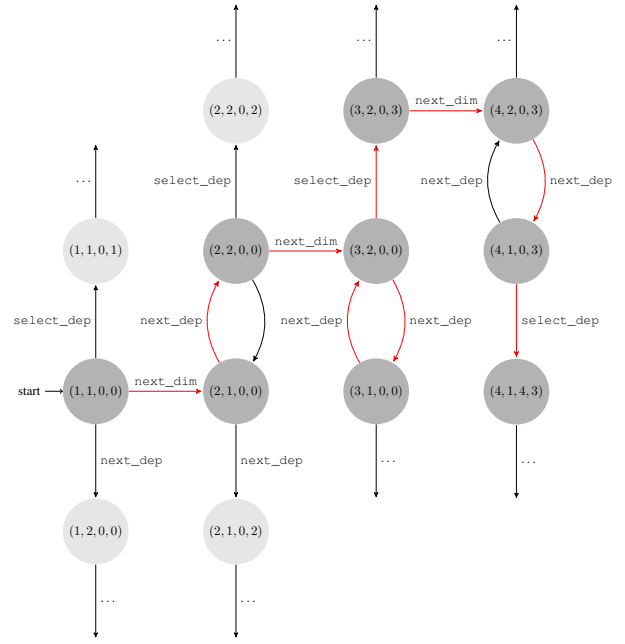 ...
...
...
(2, 2, 0, 2)
(3, 2, 0, 3)
next_dim
(4, 2, 0, 3)
...
select_dep
select_dep
next_dep
next_dep
(1, 1, 0, 1)
(2, 2, 0, 0)
next_dim
(3, 2, 0, 0)
(4, 1, 0, 3)
select_dep
next_dep
next_dep
next_dep
select_dep
start
(1, 1, 0, 0)
next_dim
(2, 1, 0, 0)
(3, 1, 0, 0)
(4, 1, 4, 3)
next_dep
next_dep
...
...
(1, 2, 0, 0)
(2, 1, 0, 2)
...
...